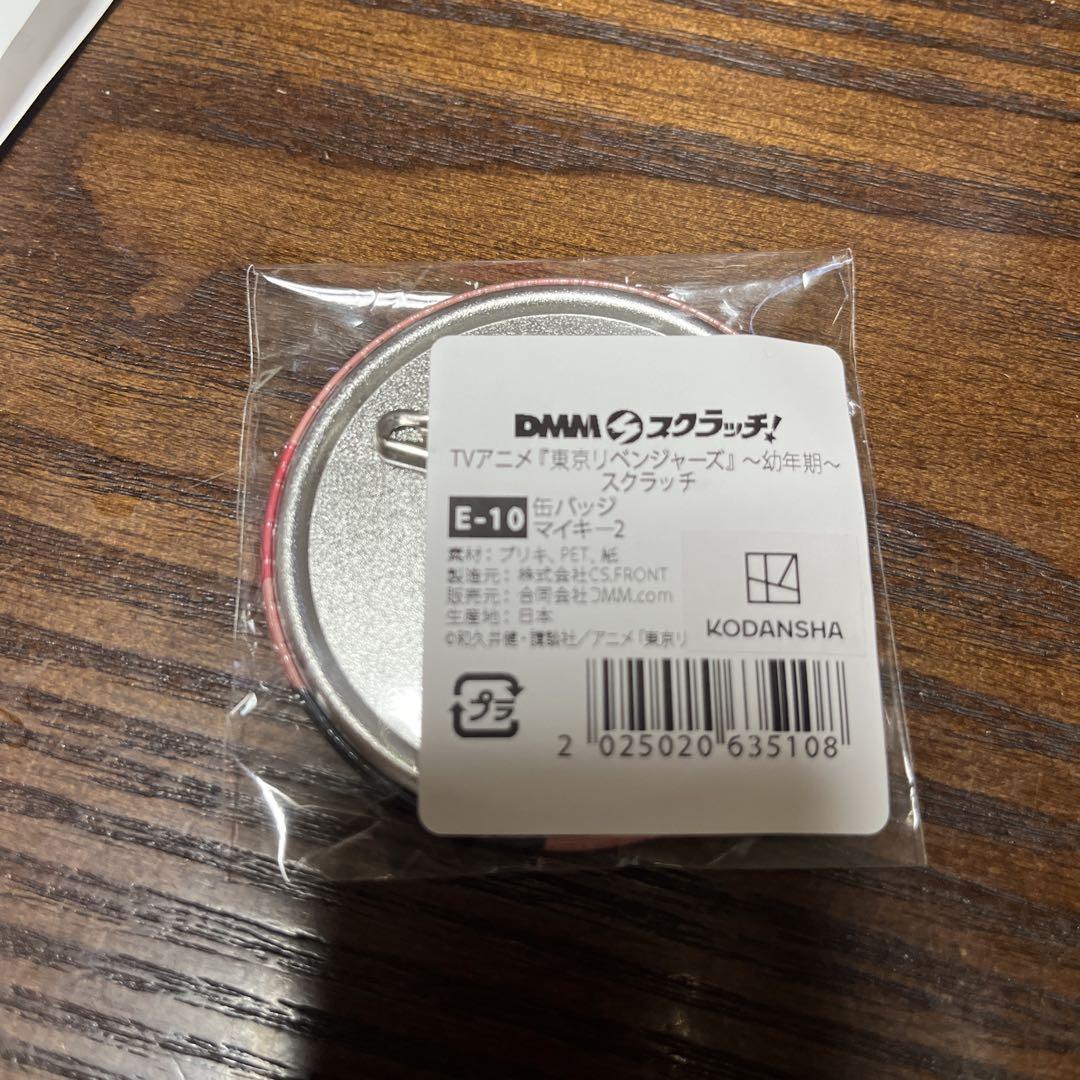 DMM スクラッチ!
TVアニメ『東京リベンジャーズ』～幼年期～
スクラッチ
E-10
缶バッジ
マイキー2
素材：ブリキ、PET、紙
製造元：株式会社CS.FRONT
販売元：合同会社DMM.com
生産地：日本
©和久井健・講談社／アニメ「東京リ
KODANSHA
プラ
2 025020 635108